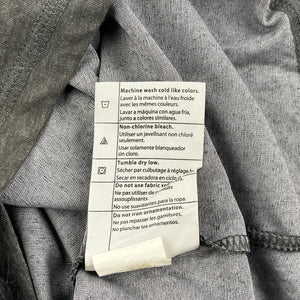 Machine wash cold like colors.
Laver à la machine à l'eau froide
avec les mêmes couleurs.
Lavar a máquina con agua fría,
junto a colores similares.
Non-chlorine bleach.
Utiliser un javellisant non chloré
seulement.
Usar solamente blanqueador
sin cloro.
Tumble dry low.
Sécher par culbutage à réglage
Secar en secadora en ciclo
Do not use fabric
Ne pas utiliser
assouplissants
No use suavizantes para la ropa.
Do not iron ornamentation.
Ne pas repasser les garnitures.
No planchar los adornos.